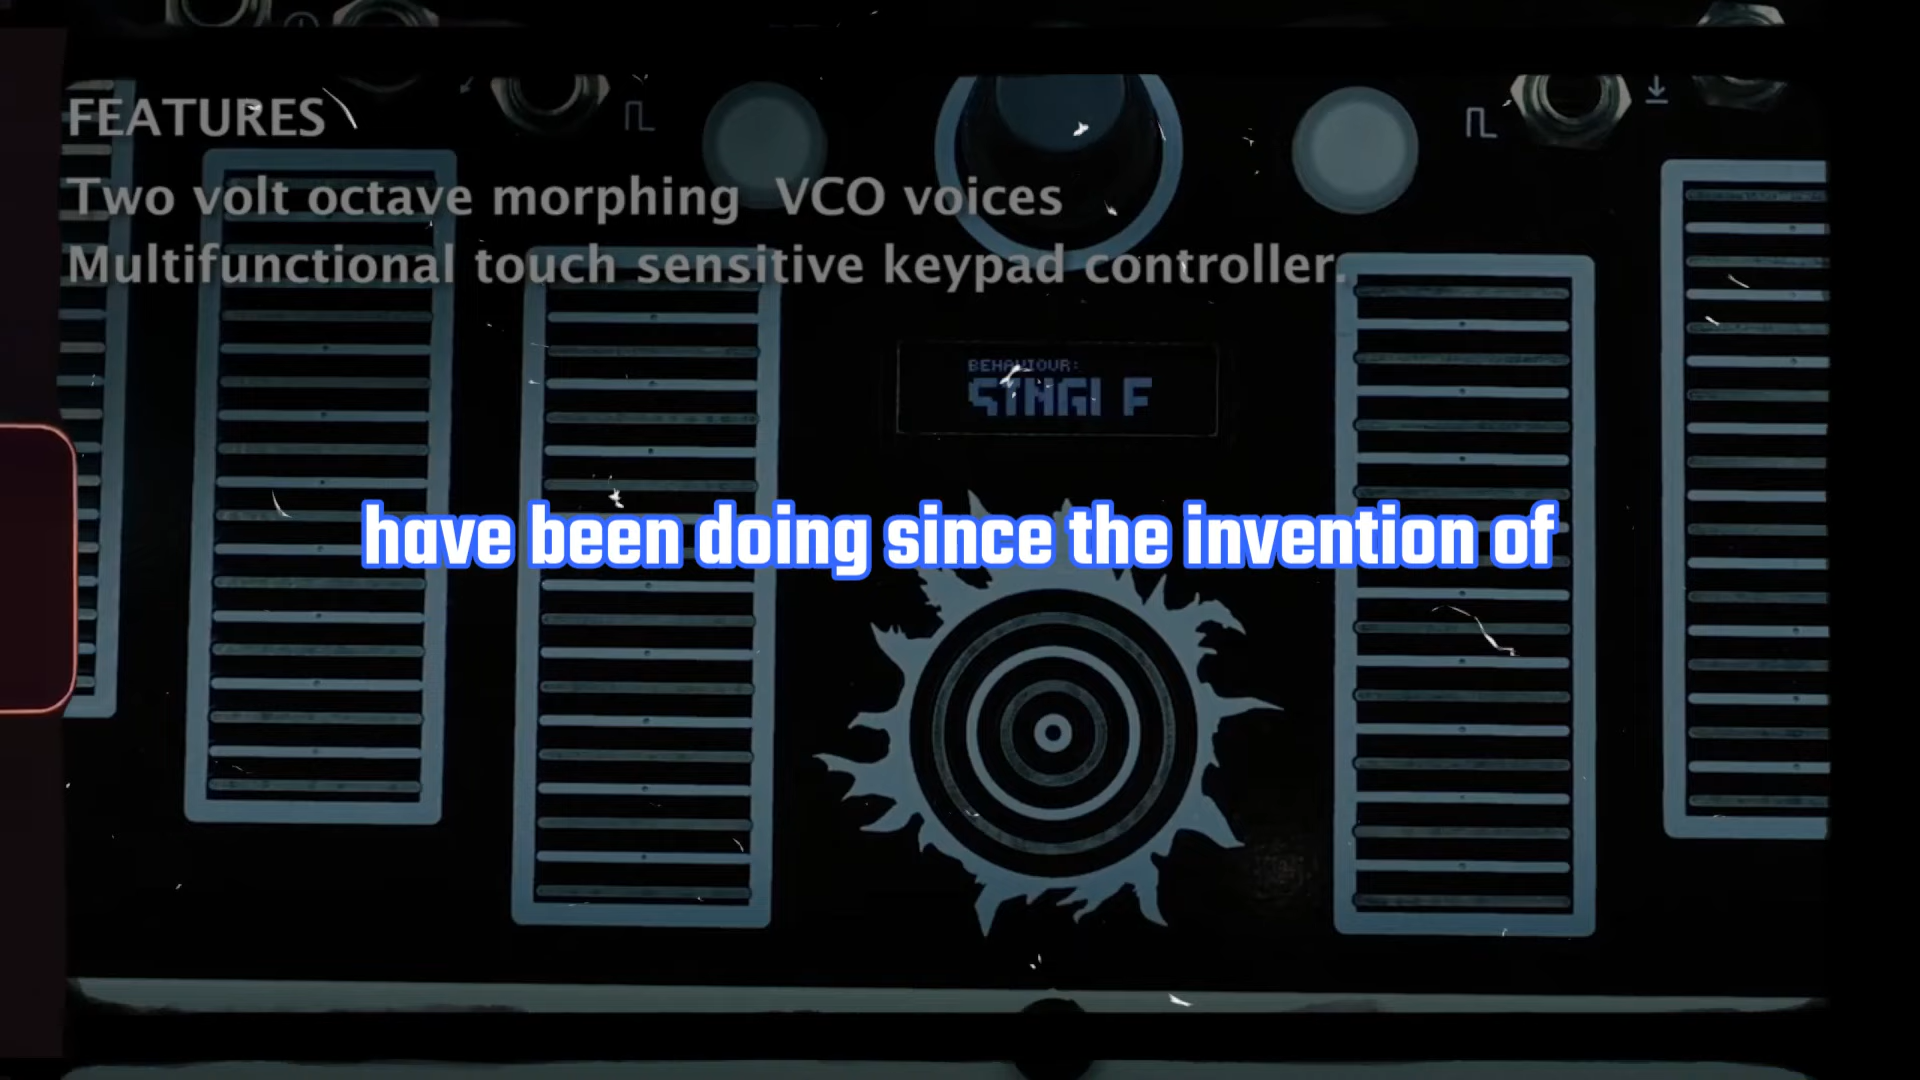 FEATURES
Two volt octave morphing VCO voices
Multifunctional touch sensitive keypad controller.
BEHAVIOUR:
SINGLE
have been doing since the invention of